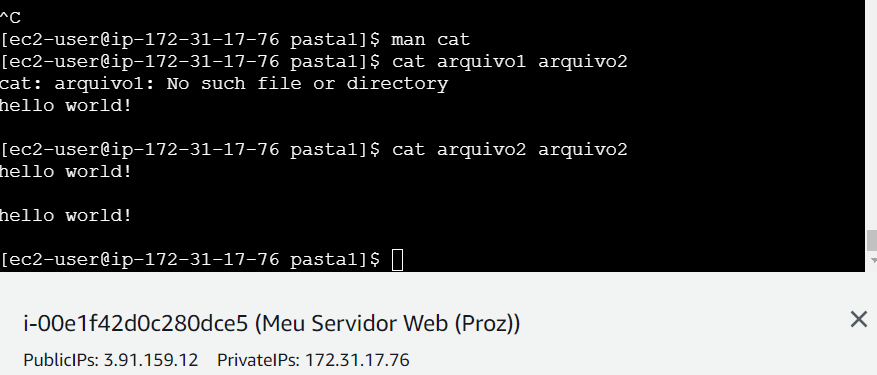 ^C
[ec2-user@ip-172-31-17-76 pasta1]$ man cat
[ec2-user@ip-172-31-17-76 pasta1]$ cat arquivo1 arquivo2
cat: arquivo1: No such file or directory
hello world!
[ec2-user@ip-172-31-17-76 pasta1]$ cat arquivo2 arquivo2
hello world!
hello world!
[ec2-user@ip-172-31-17-76 pasta1]$
i-00e1f42d0c280dce5 (Meu Servidor Web (Proz))
PublicIPs: 3.91.159.12 PrivateIPs: 172.31.17.76